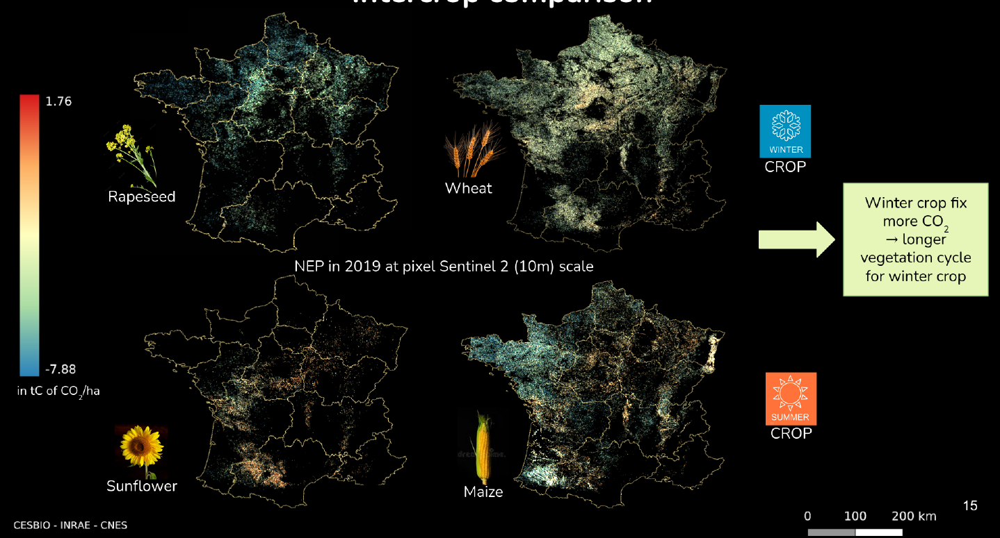 Intercrop comparison
1.76
-7.88
in tC of CO₂/ha
Rapeseed
Wheat
WINTER
CROP
Winter crop fix
more CO₂
→ longer
vegetation cycle
for winter crop
NEP in 2019 at pixel Sentinel 2 (10m) scale
Sunflower
Maize
SUMMER
CROP
15
0 100 200 km
CESBIO - INRAE - CNES